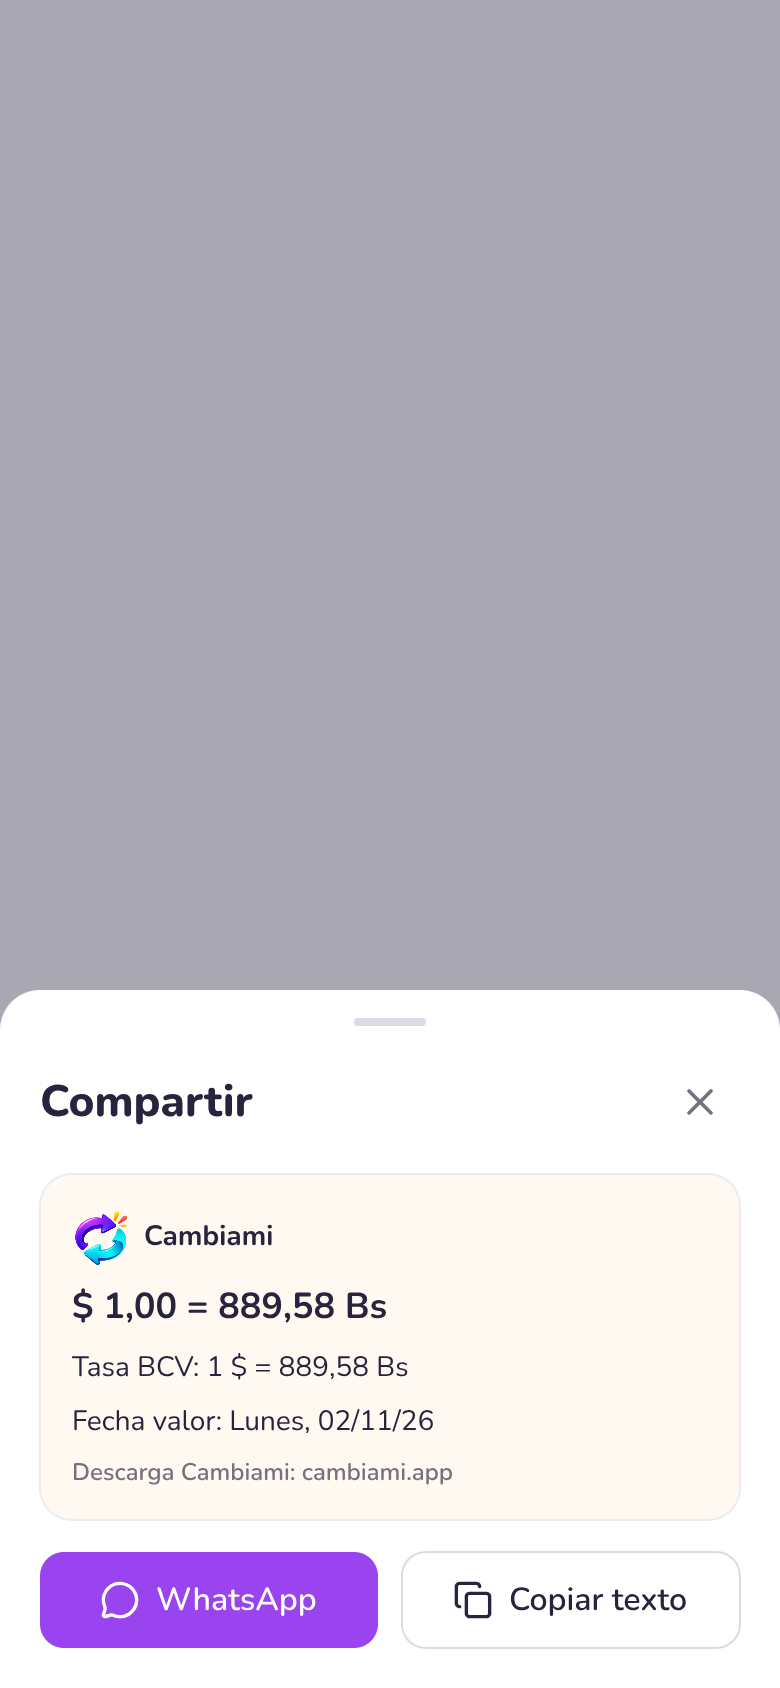 Compartir
Cambiami
$ 1,00 = 889,58 Bs
Tasa BCV: 1 $ = 889,58 Bs
Fecha valor: Lunes, 02/11/26
Descarga Cambiami: cambiami.app
WhatsApp
Copiar texto